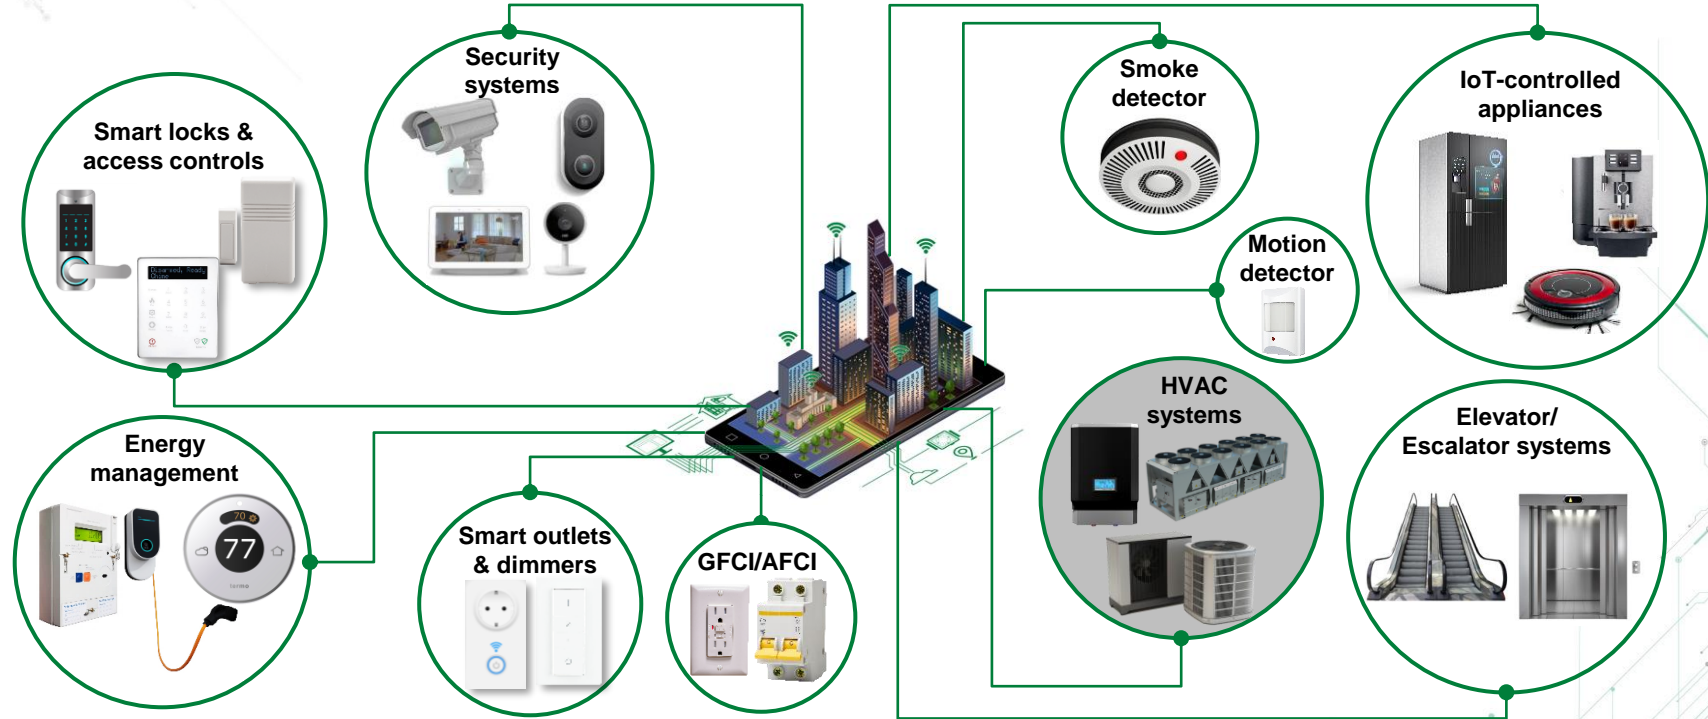 Security
systems
Smoke
detector
IoT-controlled
appliances
Smart locks &
access controls
Motion
detector
HVAC
systems
Elevator/
Escalator systems
Energy
management
70
77
Smart outlets
& dimmers
GFCI/AFCI